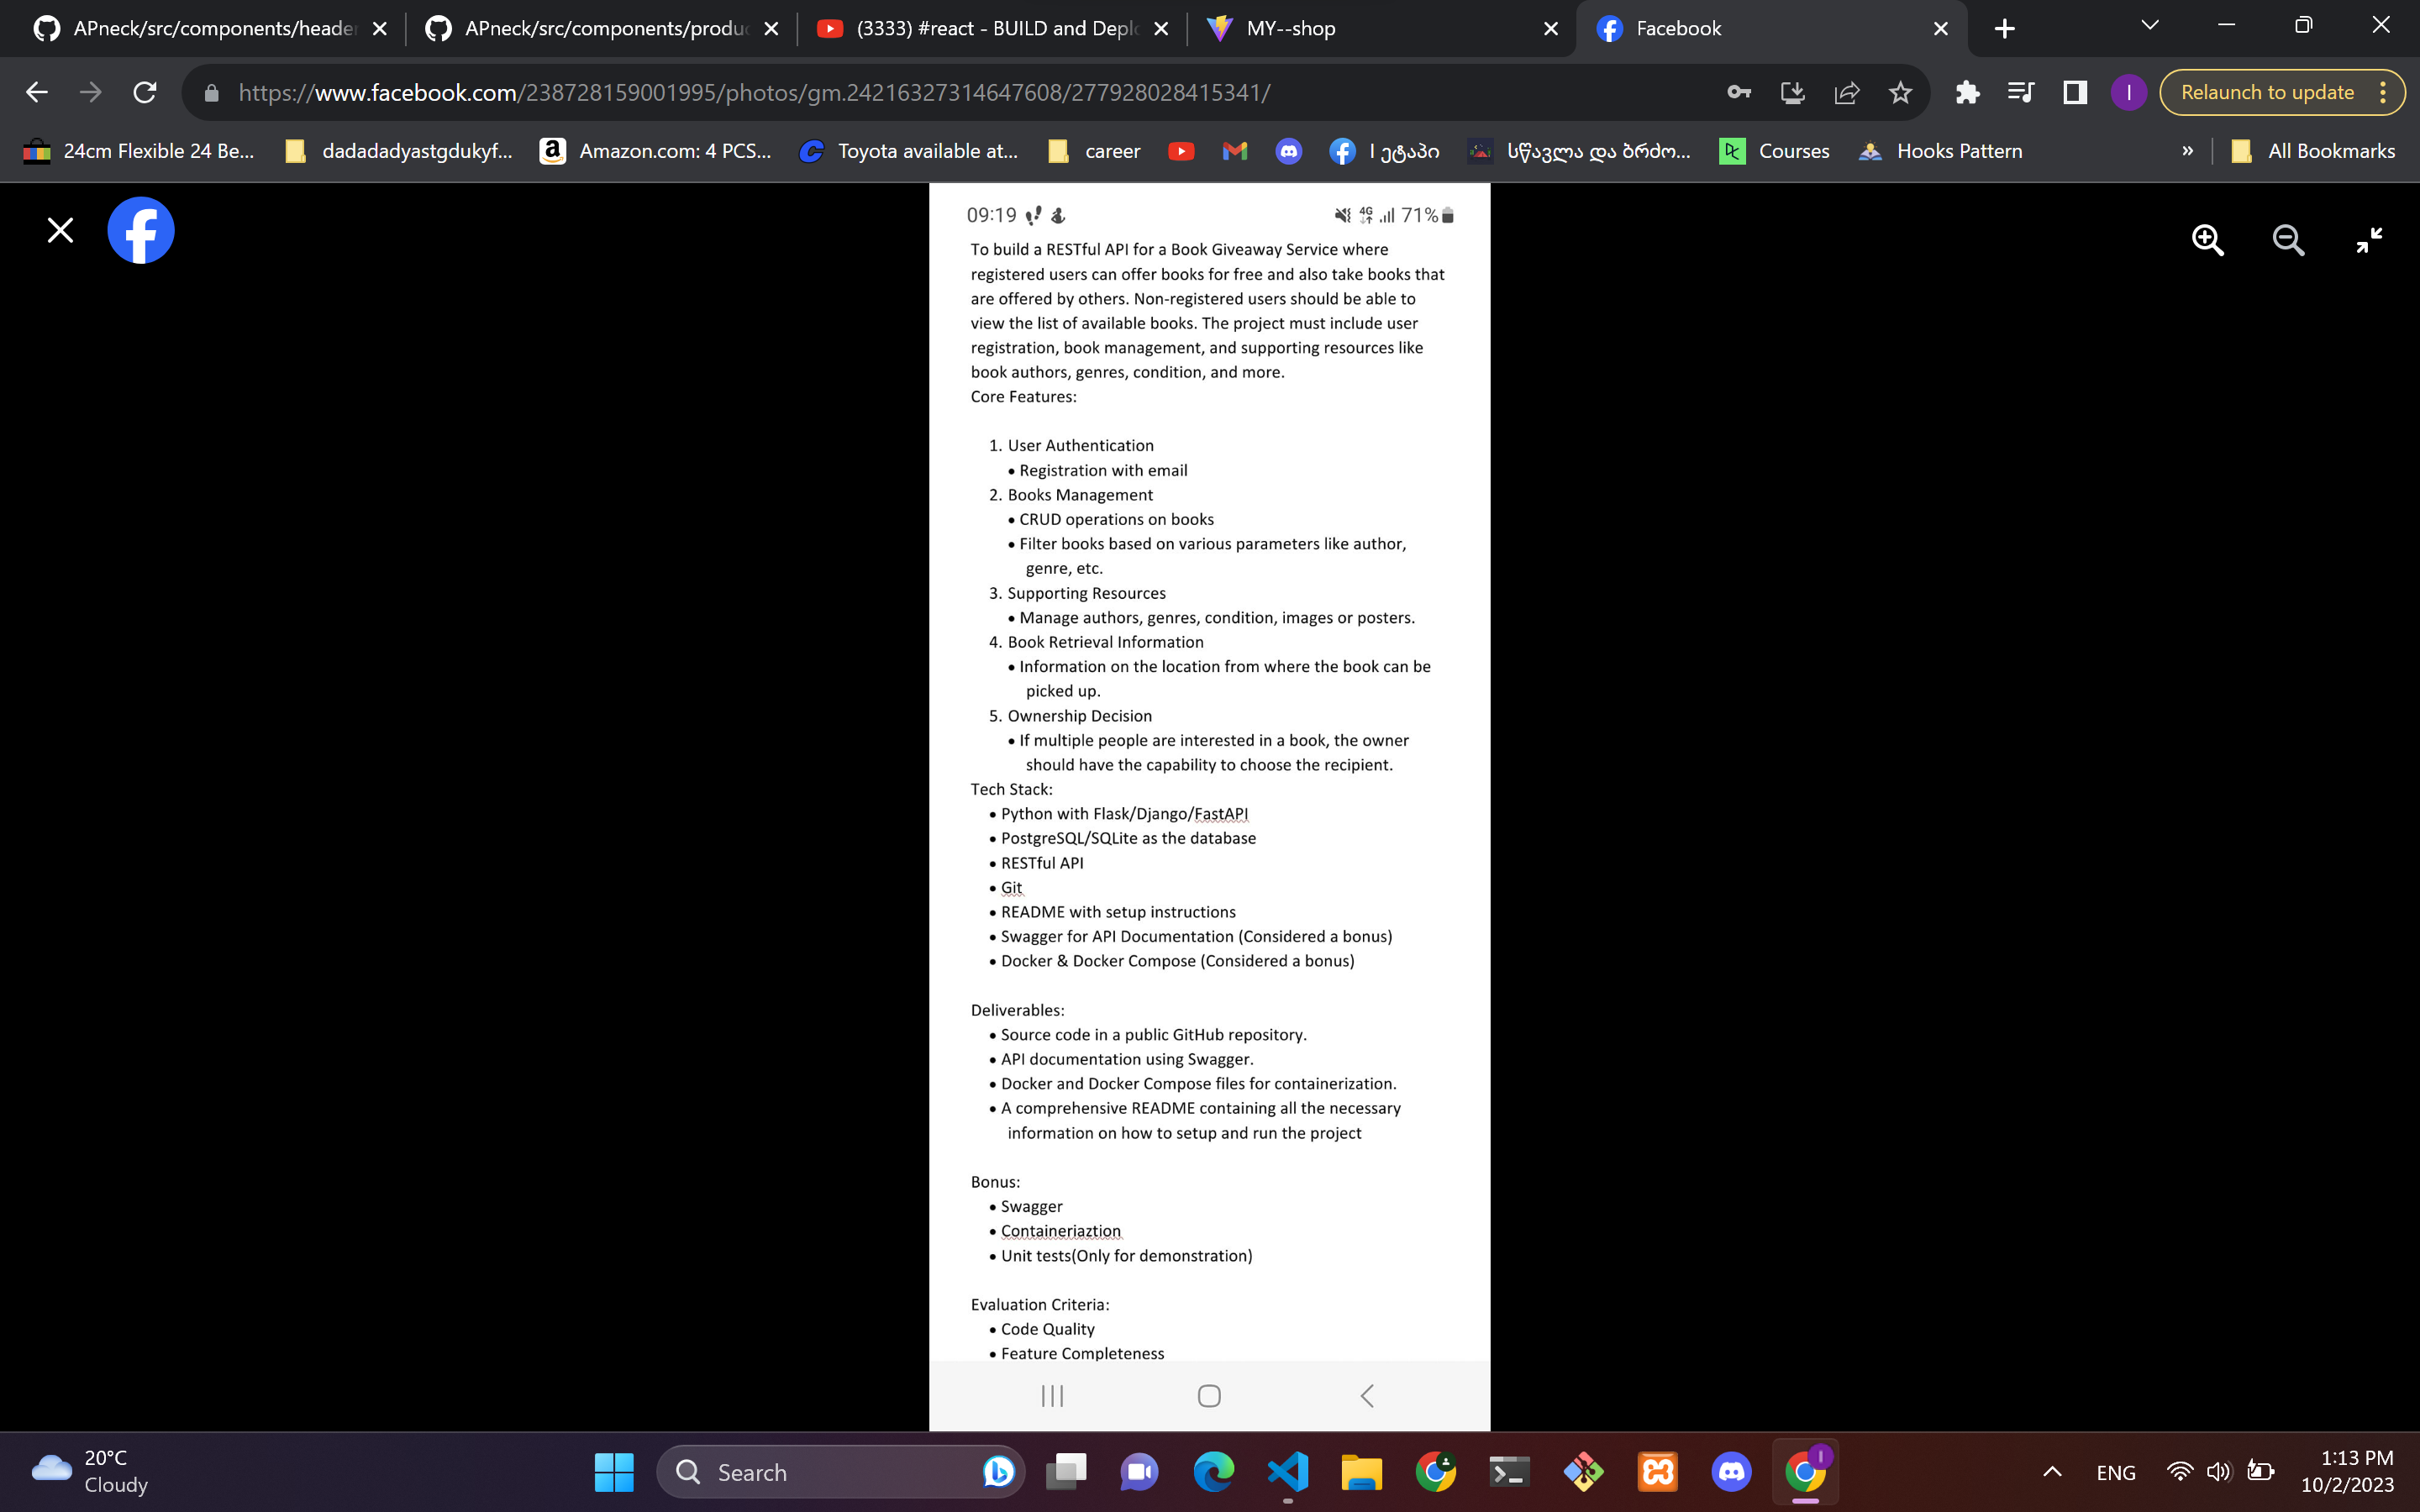 APneck/src/components/header
APneck/src/components/produc
(3333) #react - BUILD and Deplo
MY--shop
Facebook
https://www.facebook.com/238728159001995/photos/gm.24216327314647608/277928028415341/
I
Relaunch to update
24cm Flexible 24 Be...
dadadadyastgdukyf...
Amazon.com: 4 PCS...
Toyota available at...
career
I ეტაპი
სწავლა და ბრძო...
Courses
Hooks Pattern
»
All Bookmarks
09:19
4G
71%
To build a RESTful API for a Book Giveaway Service where
registered users can offer books for free and also take books that
are offered by others. Non-registered users should be able to
view the list of available books. The project must include user
registration, book management, and supporting resources like
book authors, genres, condition, and more.
Core Features:
1. User Authentication
• Registration with email
2. Books Management
• CRUD operations on books
• Filter books based on various parameters like author,
genre, etc.
3. Supporting Resources
• Manage authors, genres, condition, images or posters.
4. Book Retrieval Information
• Information on the location from where the book can be
picked up.
5. Ownership Decision
• If multiple people are interested in a book, the owner
should have the capability to choose the recipient.
Tech Stack:
• Python with Flask/Django/FastAPI
• PostgreSQL/SQLite as the database
• RESTful API
• Git
• README with setup instructions
• Swagger for API Documentation (Considered a bonus)
• Docker & Docker Compose (Considered a bonus)
Deliverables:
• Source code in a public GitHub repository.
• API documentation using Swagger.
• Docker and Docker Compose files for containerization.
• A comprehensive README containing all the necessary
information on how to setup and run the project
Bonus:
• Swagger
• Containeriaztion
• Unit tests(Only for demonstration)
Evaluation Criteria:
• Code Quality
• Feature Completeness
20°C
Cloudy
Search
ENG
1:13 PM
10/2/2023